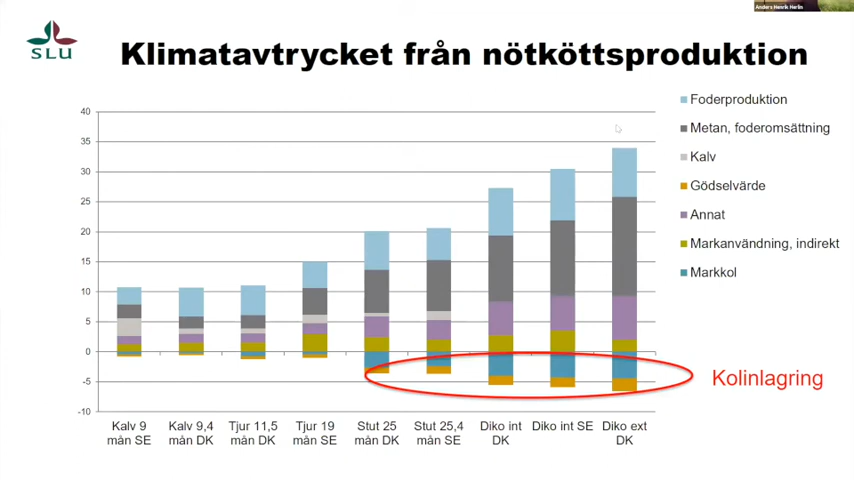 Anders Henrik Herlin
SLU
Klimatavtrycket från nötköttsproduktion
40
35
30
25
20
15
10
5
0
-5
-10
Kalv 9 mån SE
Kalv 9,4 mån DK
Tjur 11,5 mån DK
Tjur 19 mån SE
Stut 25 mån DK
Stut 25,4 mån SE
Diko int DK
Diko int SE
Diko ext DK
Foderproduktion
Metan, foderomsättning
Kalv
Gödselvärde
Annat
Markanvändning, indirekt
Markkol
Kolinlagring